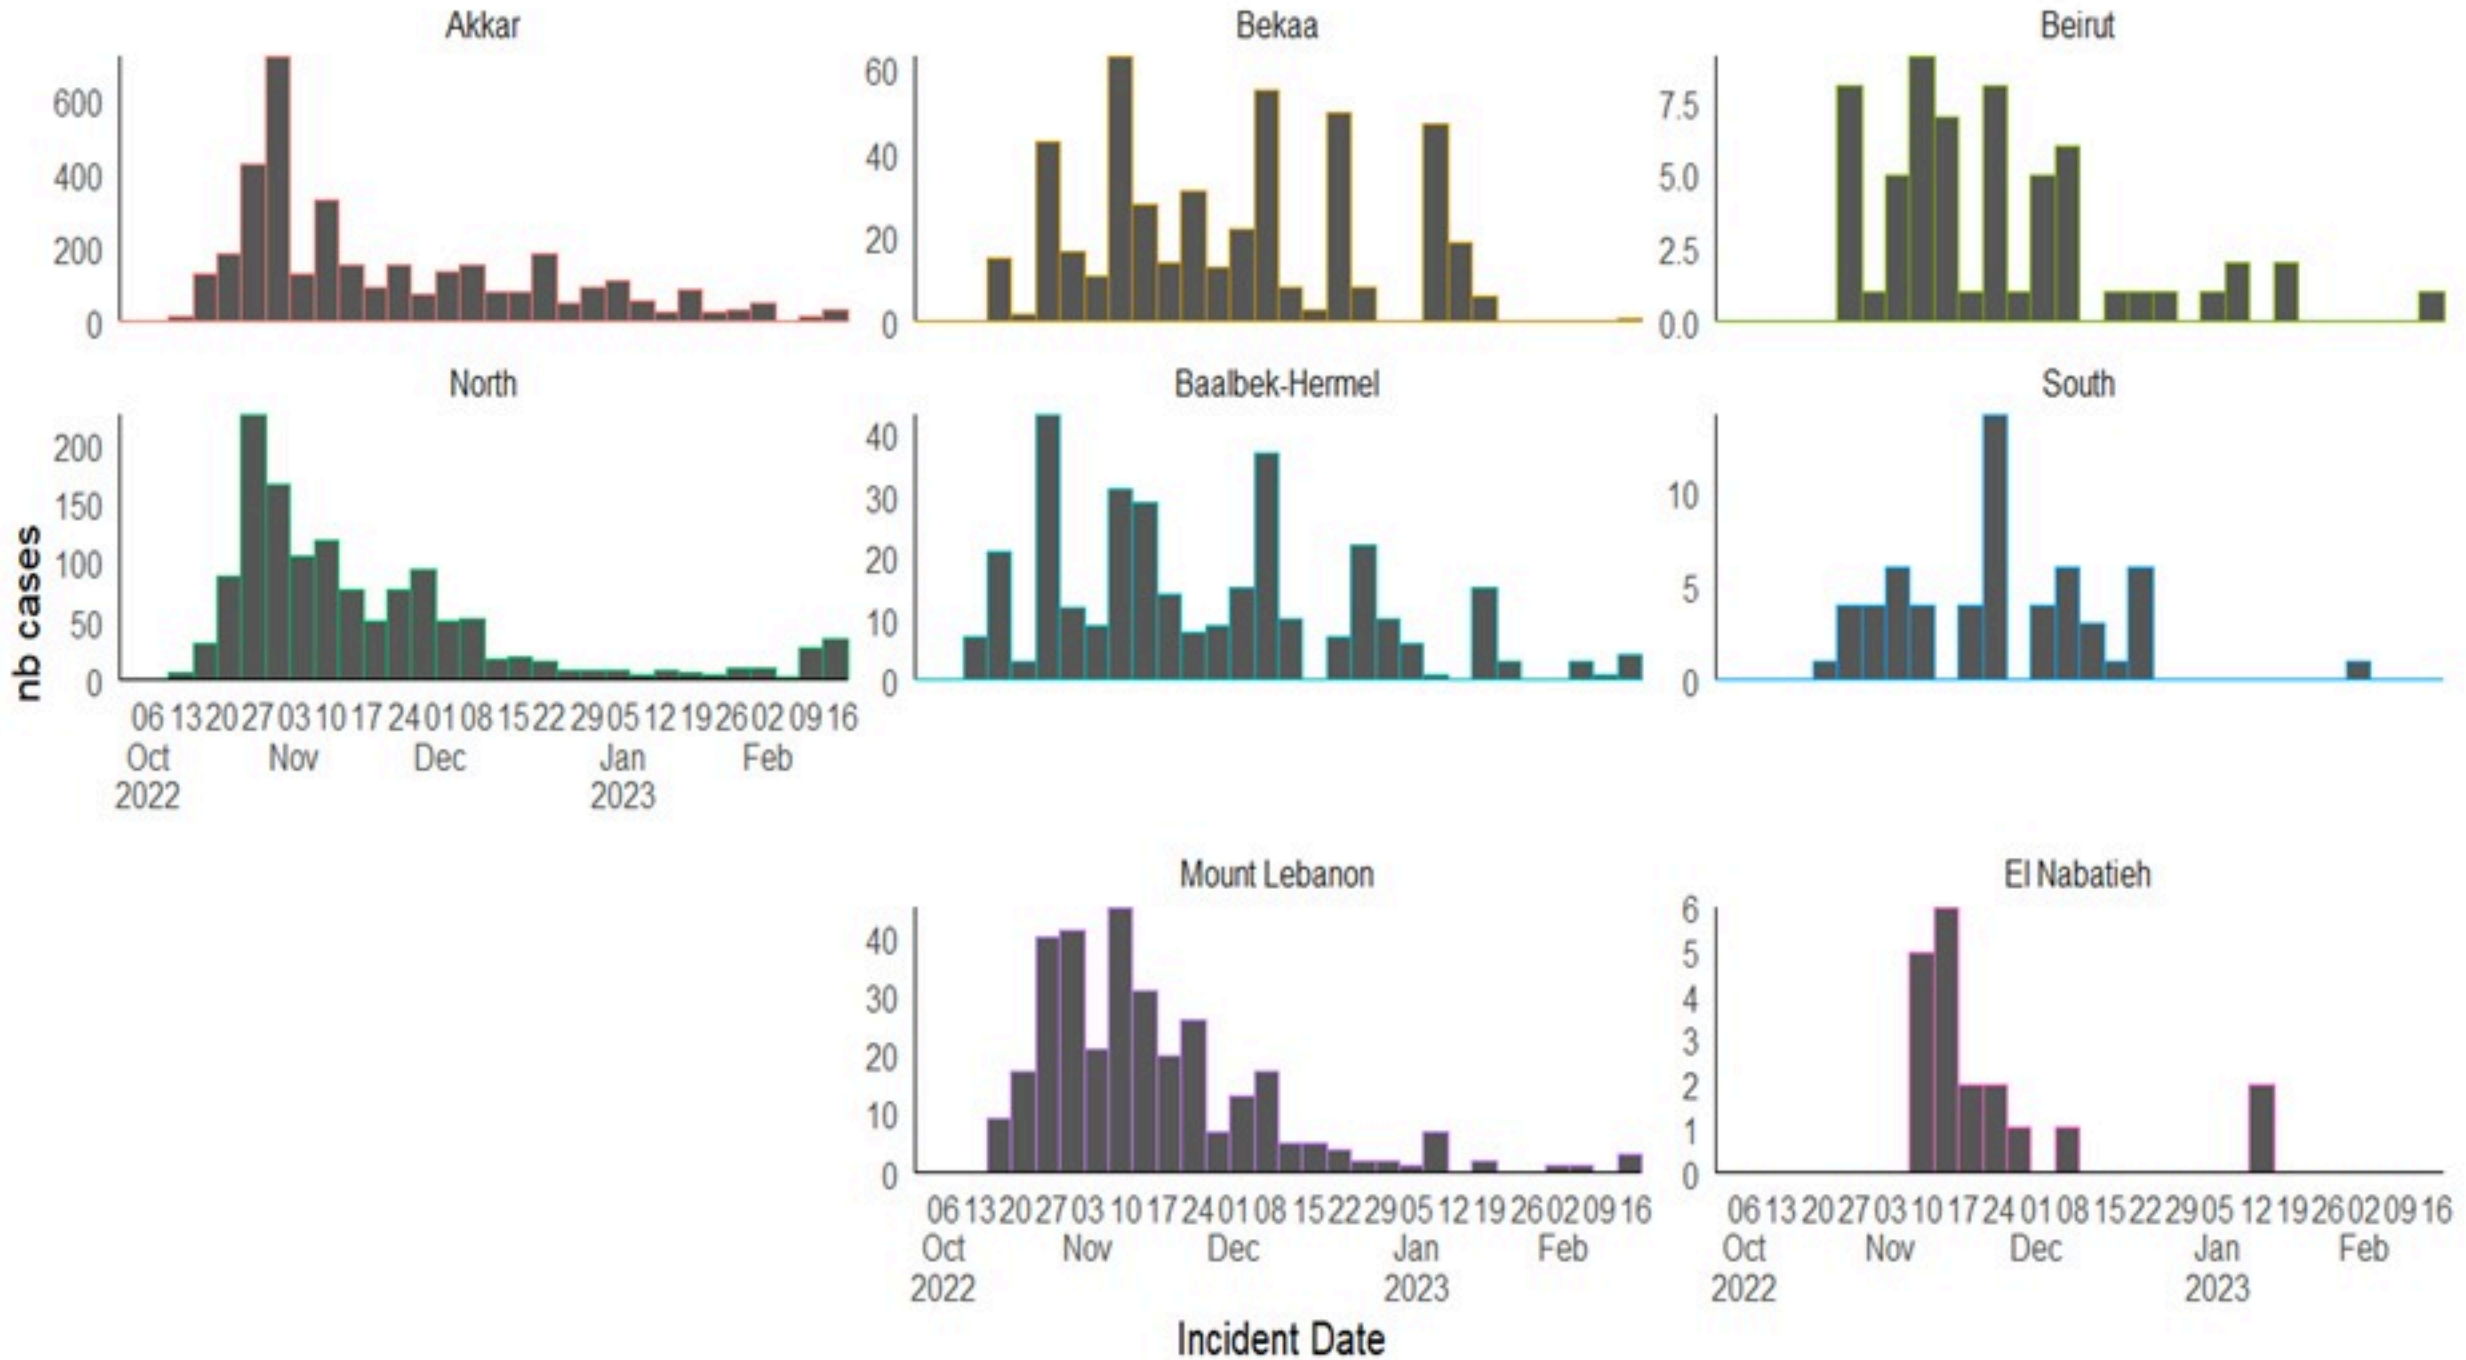 Akkar
Bekaa
Beirut
600
400
200
0
60
40
20
0
7.5
5.0
2.5
0.0
North
Baalbek-Hermel
South
200
150
100
50
0
40
30
20
10
0
10
5
0
nb cases
06 13 20 27 03 10 17 24 01 08 15 22 29 05 12 19 26 02 09 16
Oct Nov Dec Jan Feb
2022 2023
Mount Lebanon
El Nabatieh
40
30
20
10
0
6
5
4
3
2
1
0
06 13 20 27 03 10 17 24 01 08 15 22 29 05 12 19 26 02 09 16
Oct Nov Dec Jan Feb
2022 2023
06 13 20 27 03 10 17 24 01 08 15 22 29 05 12 19 26 02 09 16
Oct Nov Dec Jan Feb
2022 2023
Incident Date